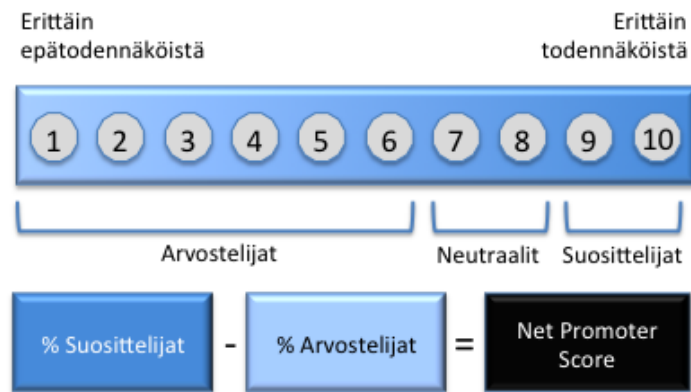 Erittäin
epätodennäköistä
Erittäin
todennäköistä
1 2 3 4 5 6 7 8 9 10
Arvostelijat Neutraalit Suosittelijat
% Suosittelijat - % Arvostelijat = Net Promoter
Score